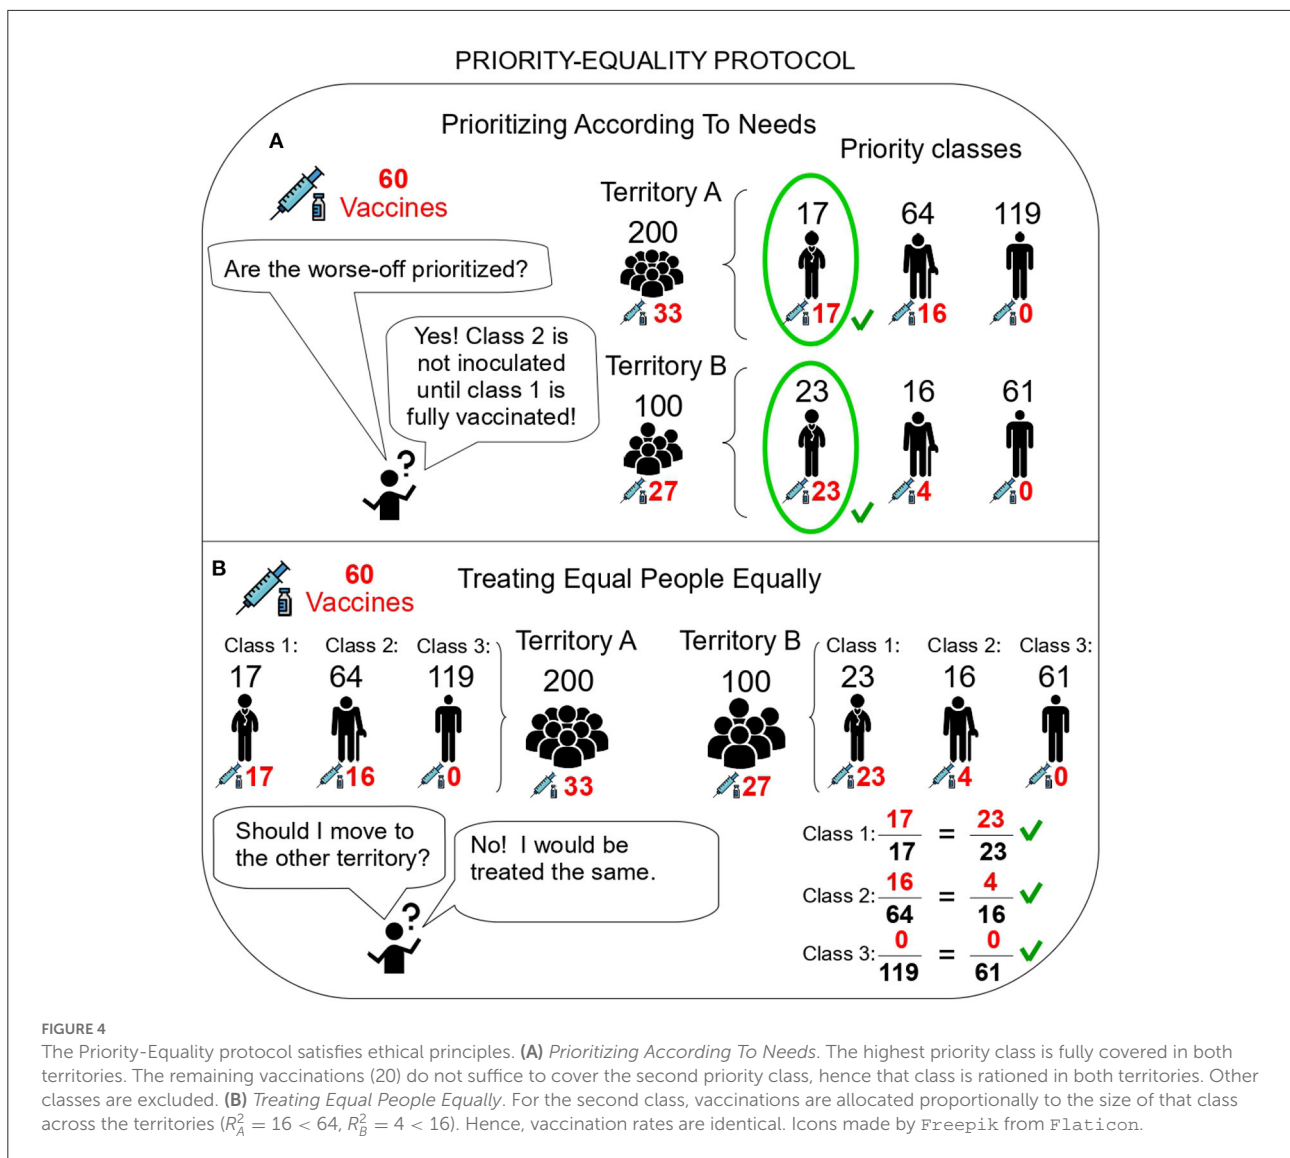 PRIORITY-EQUALITY PROTOCOL
A
Prioritizing According To Needs
60
Vaccines
Priority classes
Are the worse-off prioritized?
Yes! Class 2 is
not inoculated
until class 1 is
fully vaccinated!
?
Territory A
200
33
17
64
119
17
16
0
Territory B
100
27
23
16
61
23
4
0
B
60
Vaccines
Treating Equal People Equally
Class 1:
Class 2:
Class 3:
17
64
119
17
16
0
Territory A
200
33
Territory B
100
27
Class 1:
Class 2:
Class 3:
23
16
61
23
4
0
Should I move to
the other territory?
No! I would be
treated the same.
?
Class 1: 17/17 = 23/23
Class 2: 16/64 = 4/16
Class 3: 0/119 = 0/61
FIGURE 4
The Priority-Equality protocol satisfies ethical principles. (A) Prioritizing According To Needs. The highest priority class is fully covered in both
territories. The remaining vaccinations (20) do not suffice to cover the second priority class, hence that class is rationed in both territories. Other
classes are excluded. (B) Treating Equal People Equally. For the second class, vaccinations are allocated proportionally to the size of that class
across the territories (R²_A = 16 < 64, R²_B = 4 < 16). Hence, vaccination rates are identical. Icons made by Freepik from Flaticon.